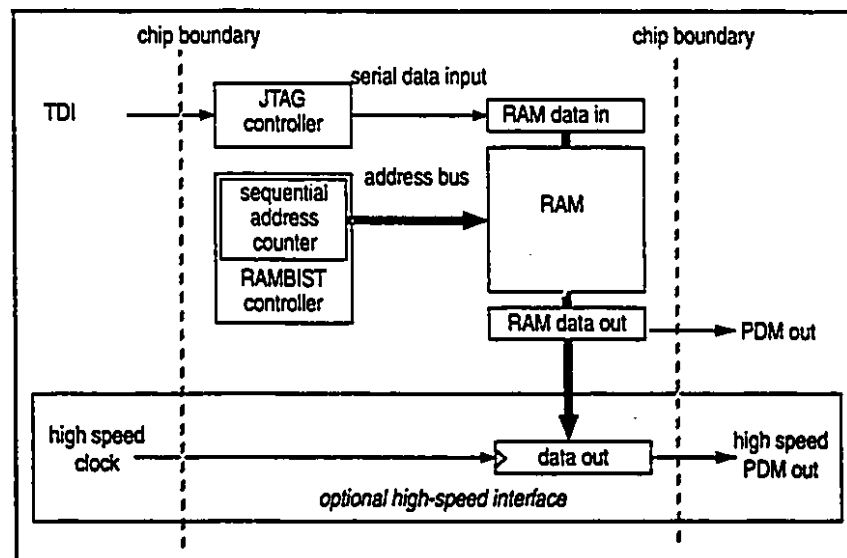 chip boundary
chip boundary
serial data input
TDI
JTAG
controller
RAM data in
address bus
sequential
address
counter
RAM
RAMBIST
controller
RAM data out
PDM out
high speed
clock
data out
high speed
PDM out
optional high-speed interface